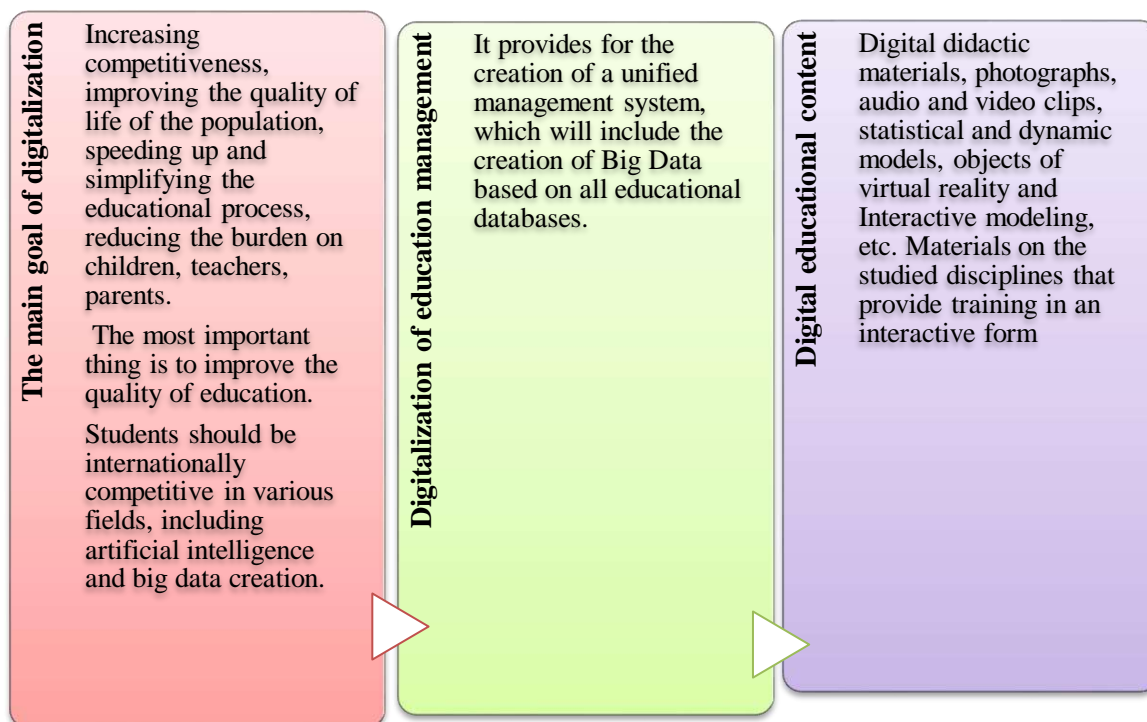 The main goal of digitalization
Increasing
competitiveness,
improving the quality of
life of the population,
speeding up and
simplifying the
educational process,
reducing the burden on
children, teachers,
parents.
The most important
thing is to improve the
quality of education.
Students should be
internationally
competitive in various
fields, including
artificial intelligence
and big data creation.
Digitalization of education management
It provides for the
creation of a unified
management system,
which will include the
creation of Big Data
based on all educational
databases.
Digital educational content
Digital didactic
materials, photographs,
audio and video clips,
statistical and dynamic
models, objects of
virtual reality and
Interactive modeling,
etc. Materials on the
studied disciplines that
provide training in an
interactive form